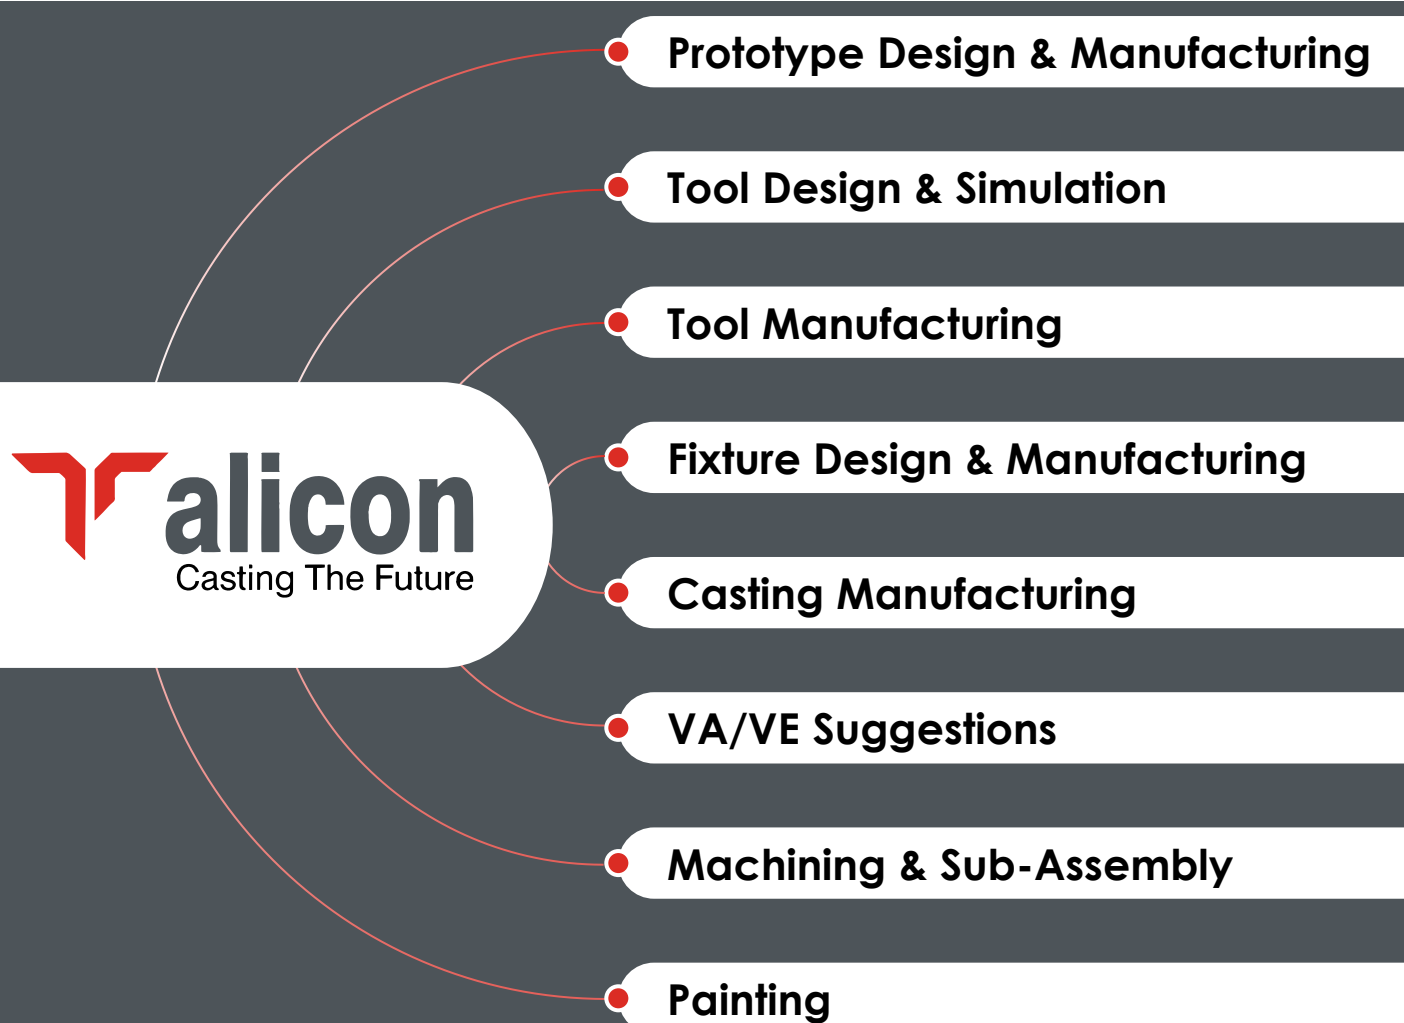 Prototype Design & Manufacturing
Tool Design & Simulation
Tool Manufacturing
Fixture Design & Manufacturing
alicon
Casting The Future
Casting Manufacturing
VA/VE Suggestions
Machining & Sub-Assembly
Painting